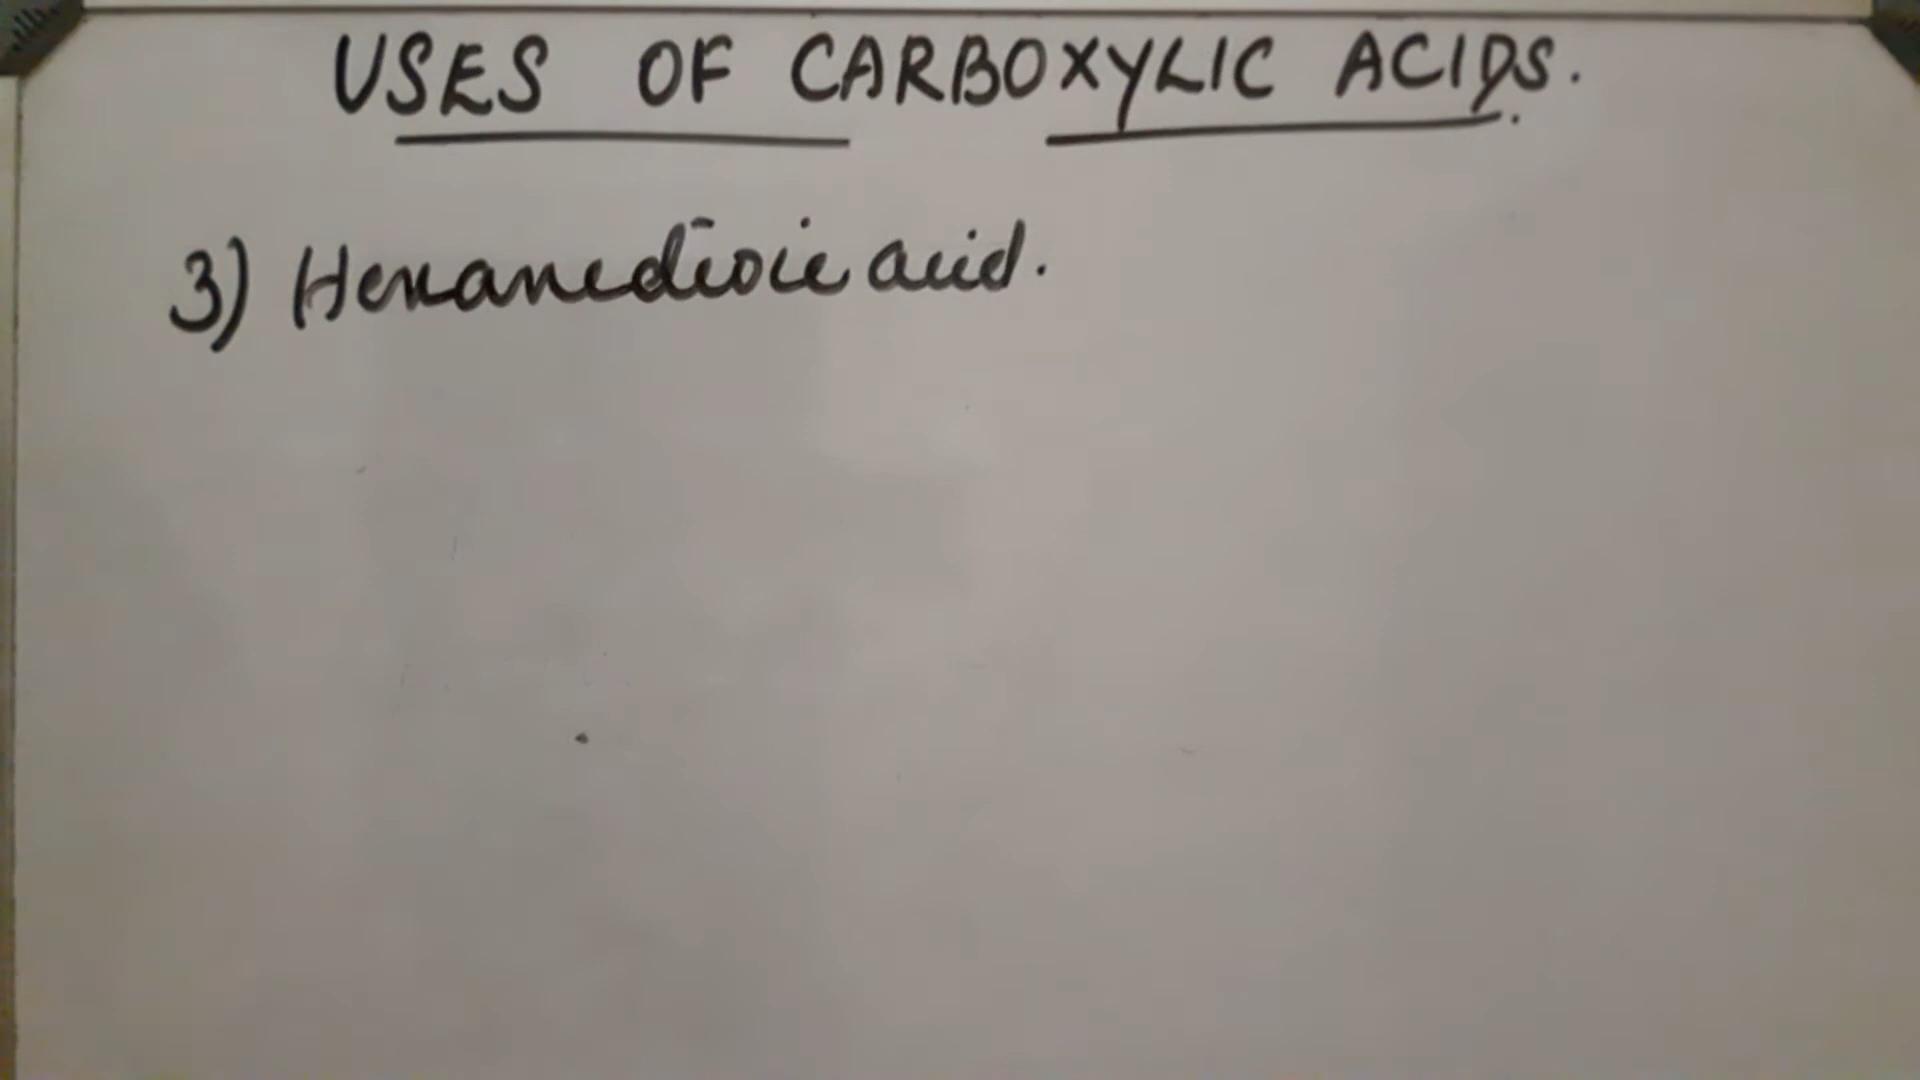 USES OF CARBOXYLIC ACIDS.
3) Hexanedioic acid.